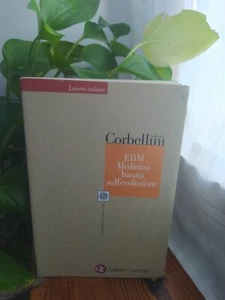 Lezioni italiane
Corbellini
EBM
Medicina
basata
sull'evoluzione
Editori Laterza